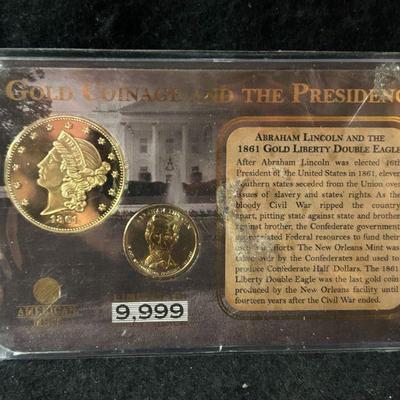 GOLD COINAGE AND THE PRESIDENC
ABRAHAM LINCOLN AND THE
1861 GOLD LIBERTY DOUBLE EAGLE
After Abraham Lincoln was elected 16th
President of the United States in 1861, eleven
southern states seceded from the Union over
issues of slavery and states' rights. As the
bloody Civil War ripped the country
apart, pitting state against state and brother
against brother, the Confederate government
Federal resources to fund their
efforts. The New Orleans Mint was
taken over by the Confederates and used to
produce Confederate Half Dollars. The 1861
Liberty Double Eagle was the last gold coin
produced by the New Orleans facility until
fourteen years after the Civil War ended.
LIBERTY
1861
ABRAHAM LINCOLN
AMERICAN
MINT
9,999